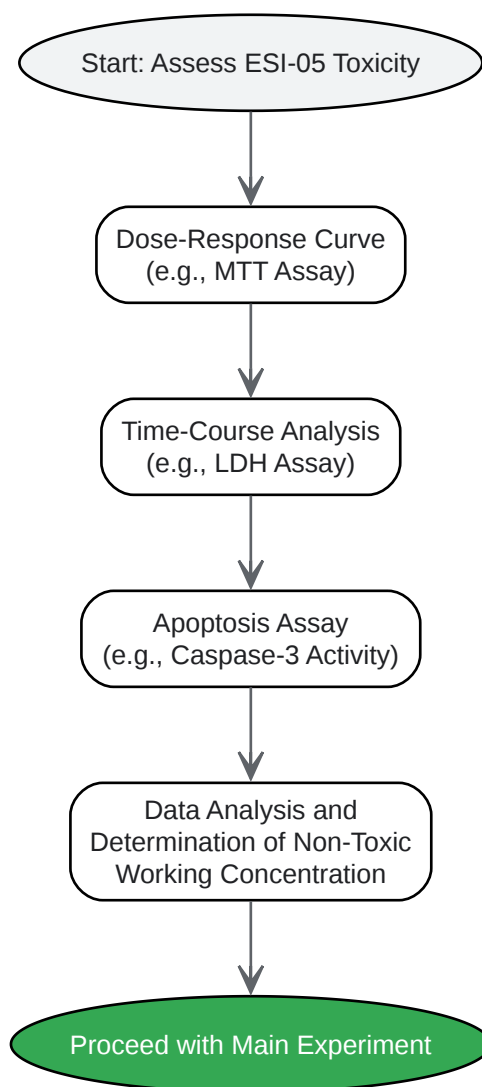 Start: Assess ESI-05 Toxicity
Dose-Response Curve
(e.g., MTT Assay)
Time-Course Analysis
(e.g., LDH Assay)
Apoptosis Assay
(e.g., Caspase-3 Activity)
Data Analysis and
Determination of Non-Toxic
Working Concentration
Proceed with Main Experiment